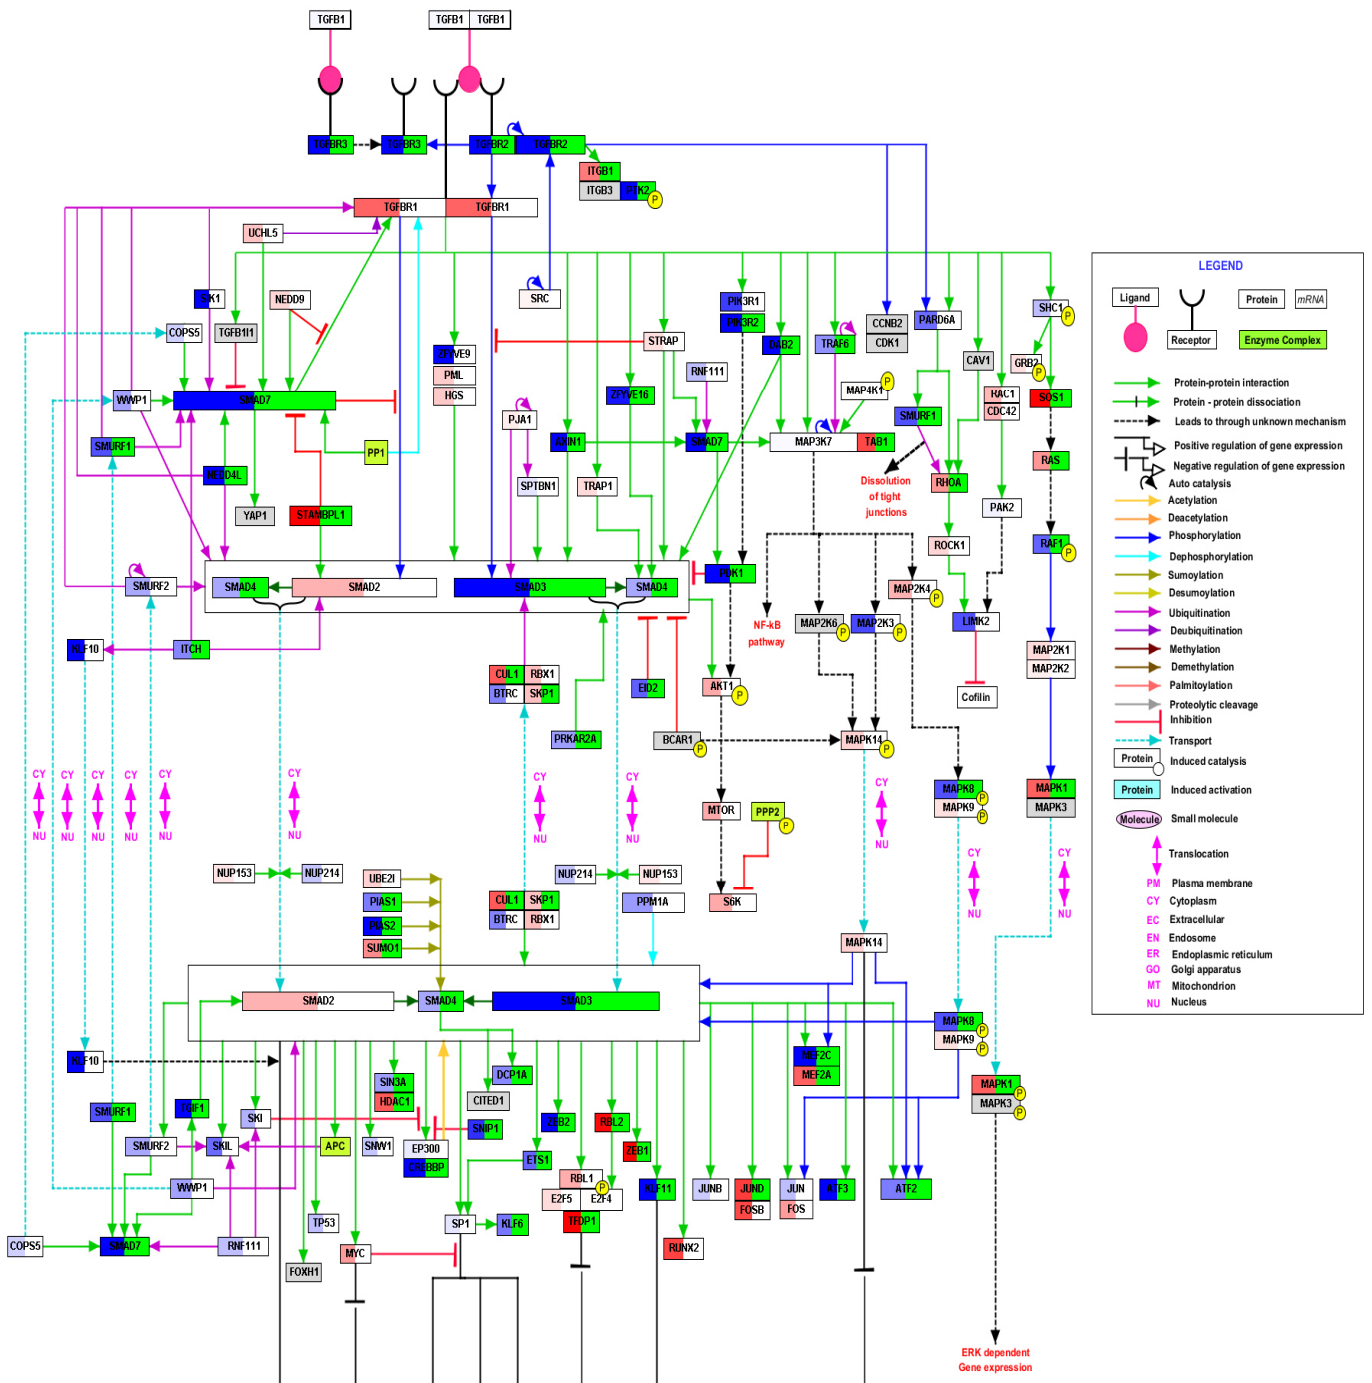 TGFB1
TGFB1 TGFB1
TGFBR3 TGFBR3 TGFBR2 TGFBR2
ITGB1
ITGB3 PTK2
P
TGFBR1 TGFBR1
UCHL5
SIK1 NEDD9 SRC PIK3R1 SHC1 P
COPS5 TGFB1I1 PIK3R2 CCNB2 PARD6A
STRAP DAB2 TRAF6 CDK1
ZFYVE9 CAV1 GRB2 P
PML RNF111
HGS MAP4K1 P RAC1 SOS1
WWP1 SMAD7 ZFYVE16 CDC42
PJA1 SMURF1
SMURF1 AXIN1 SMAD7 MAP3K7 TAB1
PP1 RAS
NEDD4L SPTBN1 TRAP1 Dissolution
of tight
junctions
RHOA
YAP1 STAMBPL1 PAK2
ROCK1 RAF1 P
SMURF2 SMAD4 SMAD2 SMAD3 SMAD4 PDK1 MAP2K4 P
NF-kB
pathway
MAP2K6 P MAP2K3 P LIMK2
KLF10 ITCH MAP2K1
MAP2K2
CUL1 RBX1
BTRC SKP1
EID2 AKT1 P Cofilin
PRKAR2A BCAR1 P MAPK14 P
CY CY CY CY CY CY CY CY CY
MAPK8 P MAPK1
MAPK9 P MAPK3
MTOR PPP2 P
NU NU NU NU NU NU NU NU NU
CY CY
NUP153 NUP214 UBE2I NUP214 NUP153
PIAS1 CUL1 SKP1 PPM1A S6K
BTRC RBX1
NU NU
PIAS2
SUMO1 MAPK14
SMAD2 SMAD4 SMAD3
MAPK8 P
MAPK9 P
KLF10 SIN3A DCP1A MEF2C
HDAC1 CITED1 MEF2A MAPK1 P
MAPK3 P
SMURF1 TGIF1 SKI SNIP1 ZEB2 RBL2
SMURF2 SKIL APC SNW1 EP300 ZEB1
CREBBP ETS1
WWP1 RBL1 P KLF11 JUNB JUND JUN ATF3 ATF2
E2F5 E2F4 FOSB FOS
TP53 SP1 KLF6 TFDP1
COPS5 SMAD7 RNF111 MYC RUNX2
FOXH1
ERK dependent
Gene expression
LEGEND
Ligand Protein mRNA
Receptor Enzyme Complex
Protein-protein interaction
Protein - protein dissociation
Leads to through unknown mechanism
Positive regulation of gene expression
Negative regulation of gene expression
Auto catalysis
Acetylation
Deacetylation
Phosphorylation
Dephosphorylation
Sumoylation
Desumoylation
Ubiquitination
Deubiquitination
Methylation
Demethylation
Palmitoylation
Proteolytic cleavage
Inhibition
Transport
Protein Induced catalysis
Protein Induced activation
Molecule Small molecule
Translocation
PM Plasma membrane
CY Cytoplasm
EC Extracellular
EN Endosome
ER Endoplasmic reticulum
GO Golgi apparatus
MT Mitochondrion
NU Nucleus